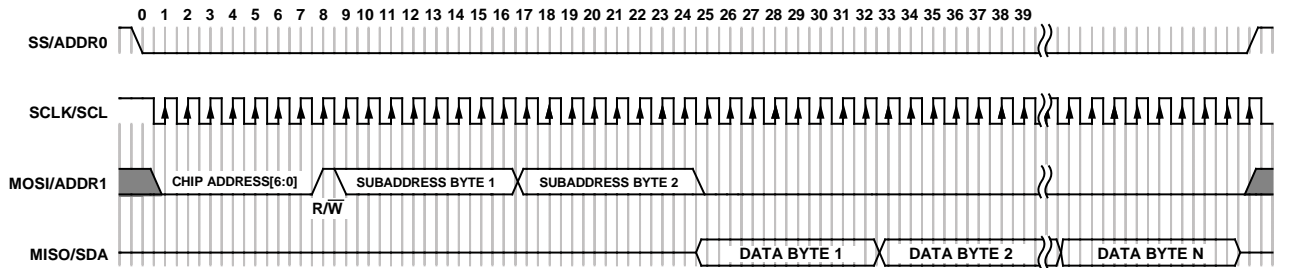 0 1 2 3 4 5 6 7 8 9 10 11 12 13 14 15 16 17 18 19 20 21 22 23 24 25 26 27 28 29 30 31 32 33 34 35 36 37 38 39
SS/ADDR0
SCLK/SCL
MOSI/ADDR1
CHIP ADDRESS[6:0]
SUBADDRESS BYTE 1
SUBADDRESS BYTE 2
R/W̅
MISO/SDA
DATA BYTE 1
DATA BYTE 2
DATA BYTE N